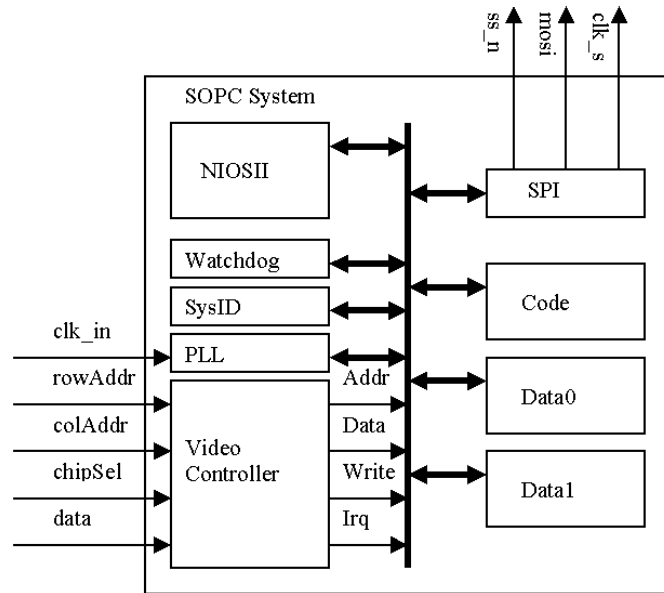 ss_n
mosi
clk_s
SOPC System
NIOSII
SPI
Watchdog
SysID
Code
clk_in
PLL
rowAddr
Addr
Data0
colAddr
Video
Controller
Data
chipSel
Write
Data1
data
Irq